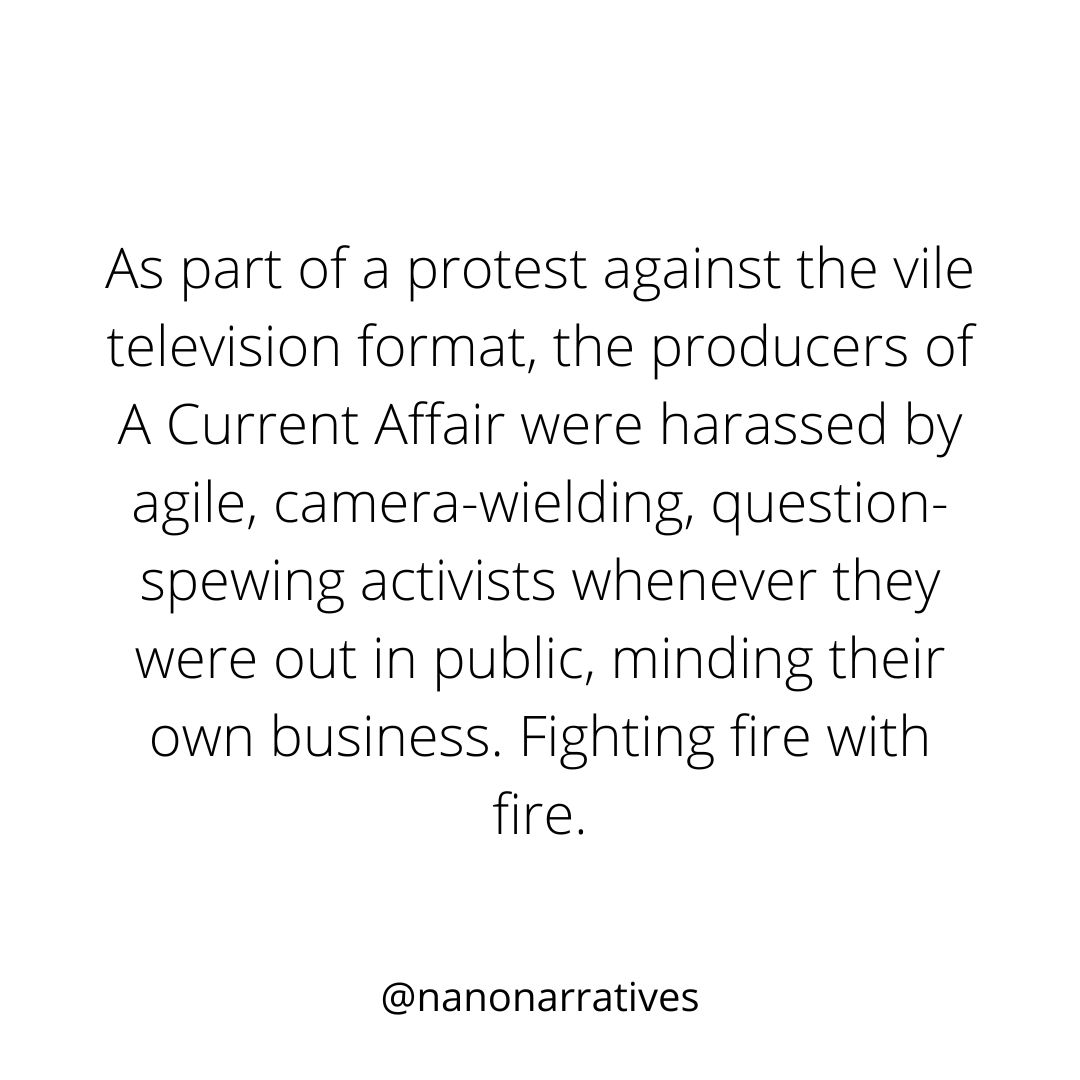 As part of a protest against the vile
television format, the producers of
A Current Affair were harassed by
agile, camera-wielding, question-
spewing activists whenever they
were out in public, minding their
own business. Fighting fire with
fire.
@nanonarratives